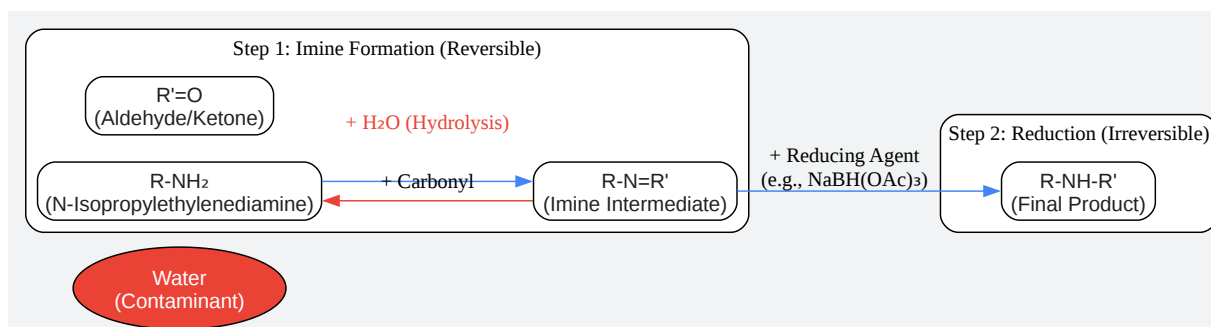 Step 1: Imine Formation (Reversible)
R'=O
(Aldehyde/Ketone)
+ H₂O (Hydrolysis)
R-NH₂
(N-Isopropylethylenediamine)
+ Carbonyl
R-N=R'
(Imine Intermediate)
+ Reducing Agent
(e.g., NaBH(OAc)₃)
Step 2: Reduction (Irreversible)
R-NH-R'
(Final Product)
Water
(Contaminant)